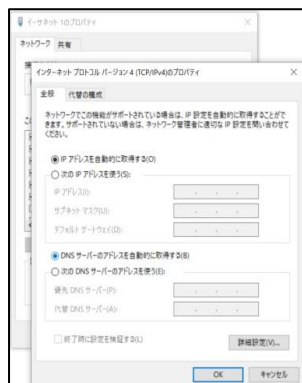 イーサネット 1のプロパティ
ネットワーク 共有
インターネット プロトコル バージョン 4 (TCP/IPv4)のプロパティ
全般 代替の構成
ネットワークでこの機能がサポートされている場合は、IP 設定を自動的に取得することがで
きます。サポートされていない場合は、ネットワーク管理者に適切な IP 設定を問い合わせて
ください。
IP アドレスを自動的に取得する(O)
次の IP アドレスを使う(S):
IP アドレス(I):
サブネット マスク(U):
デフォルト ゲートウェイ(D):
DNS サーバーのアドレスを自動的に取得する(B)
次の DNS サーバーのアドレスを使う(E):
優先 DNS サーバー(P):
代替 DNS サーバー(A):
終了時に設定を検証する(L)
詳細設定(V)...
OK キャンセル